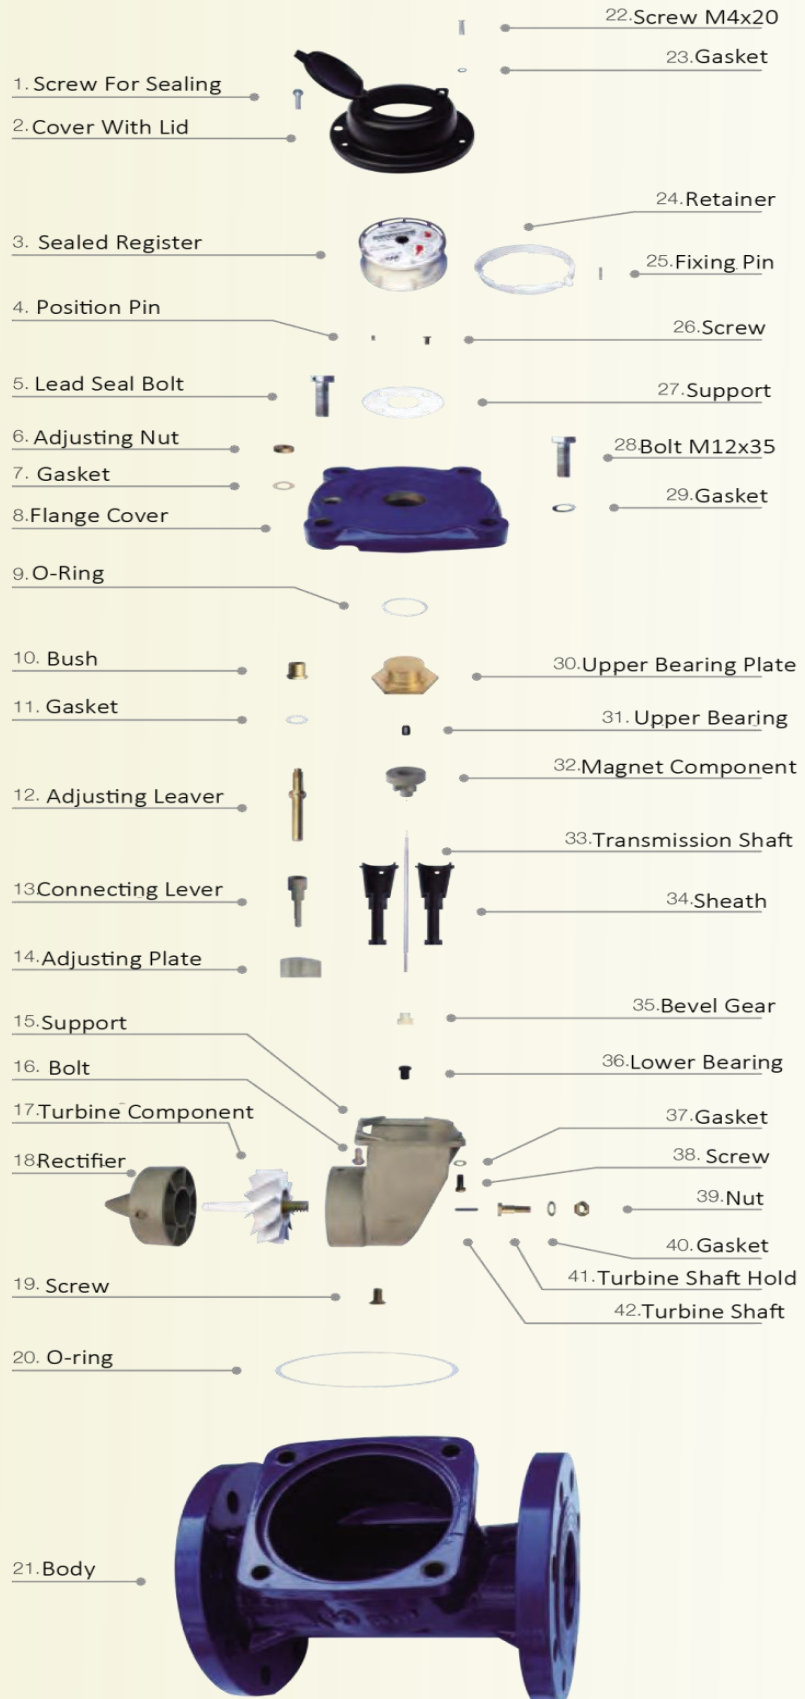 1. Screw For Sealing
2. Cover With Lid
3. Sealed Register
4. Position Pin
5. Lead Seal Bolt
6. Adjusting Nut
7. Gasket
8.Flange Cover
9.O-Ring
10. Bush
11. Gasket
12. Adjusting Leaver
13.Connecting Lever
14.Adjusting Plate
15.Support
16. Bolt
17.Turbine Component
18.Rectifier
19. Screw
20. O-ring
21.Body
22.Screw M4x20
23.Gasket
24.Retainer
25.Fixing Pin
26.Screw
27.Support
28.Bolt M12x35
29.Gasket
30.Upper Bearing Plate
31. Upper Bearing
32.Magnet Component
33.Transmission Shaft
34.Sheath
35.Bevel Gear
36.Lower Bearing
37.Gasket
38. Screw
39.Nut
40.Gasket
41.Turbine Shaft Hold
42.Turbine Shaft